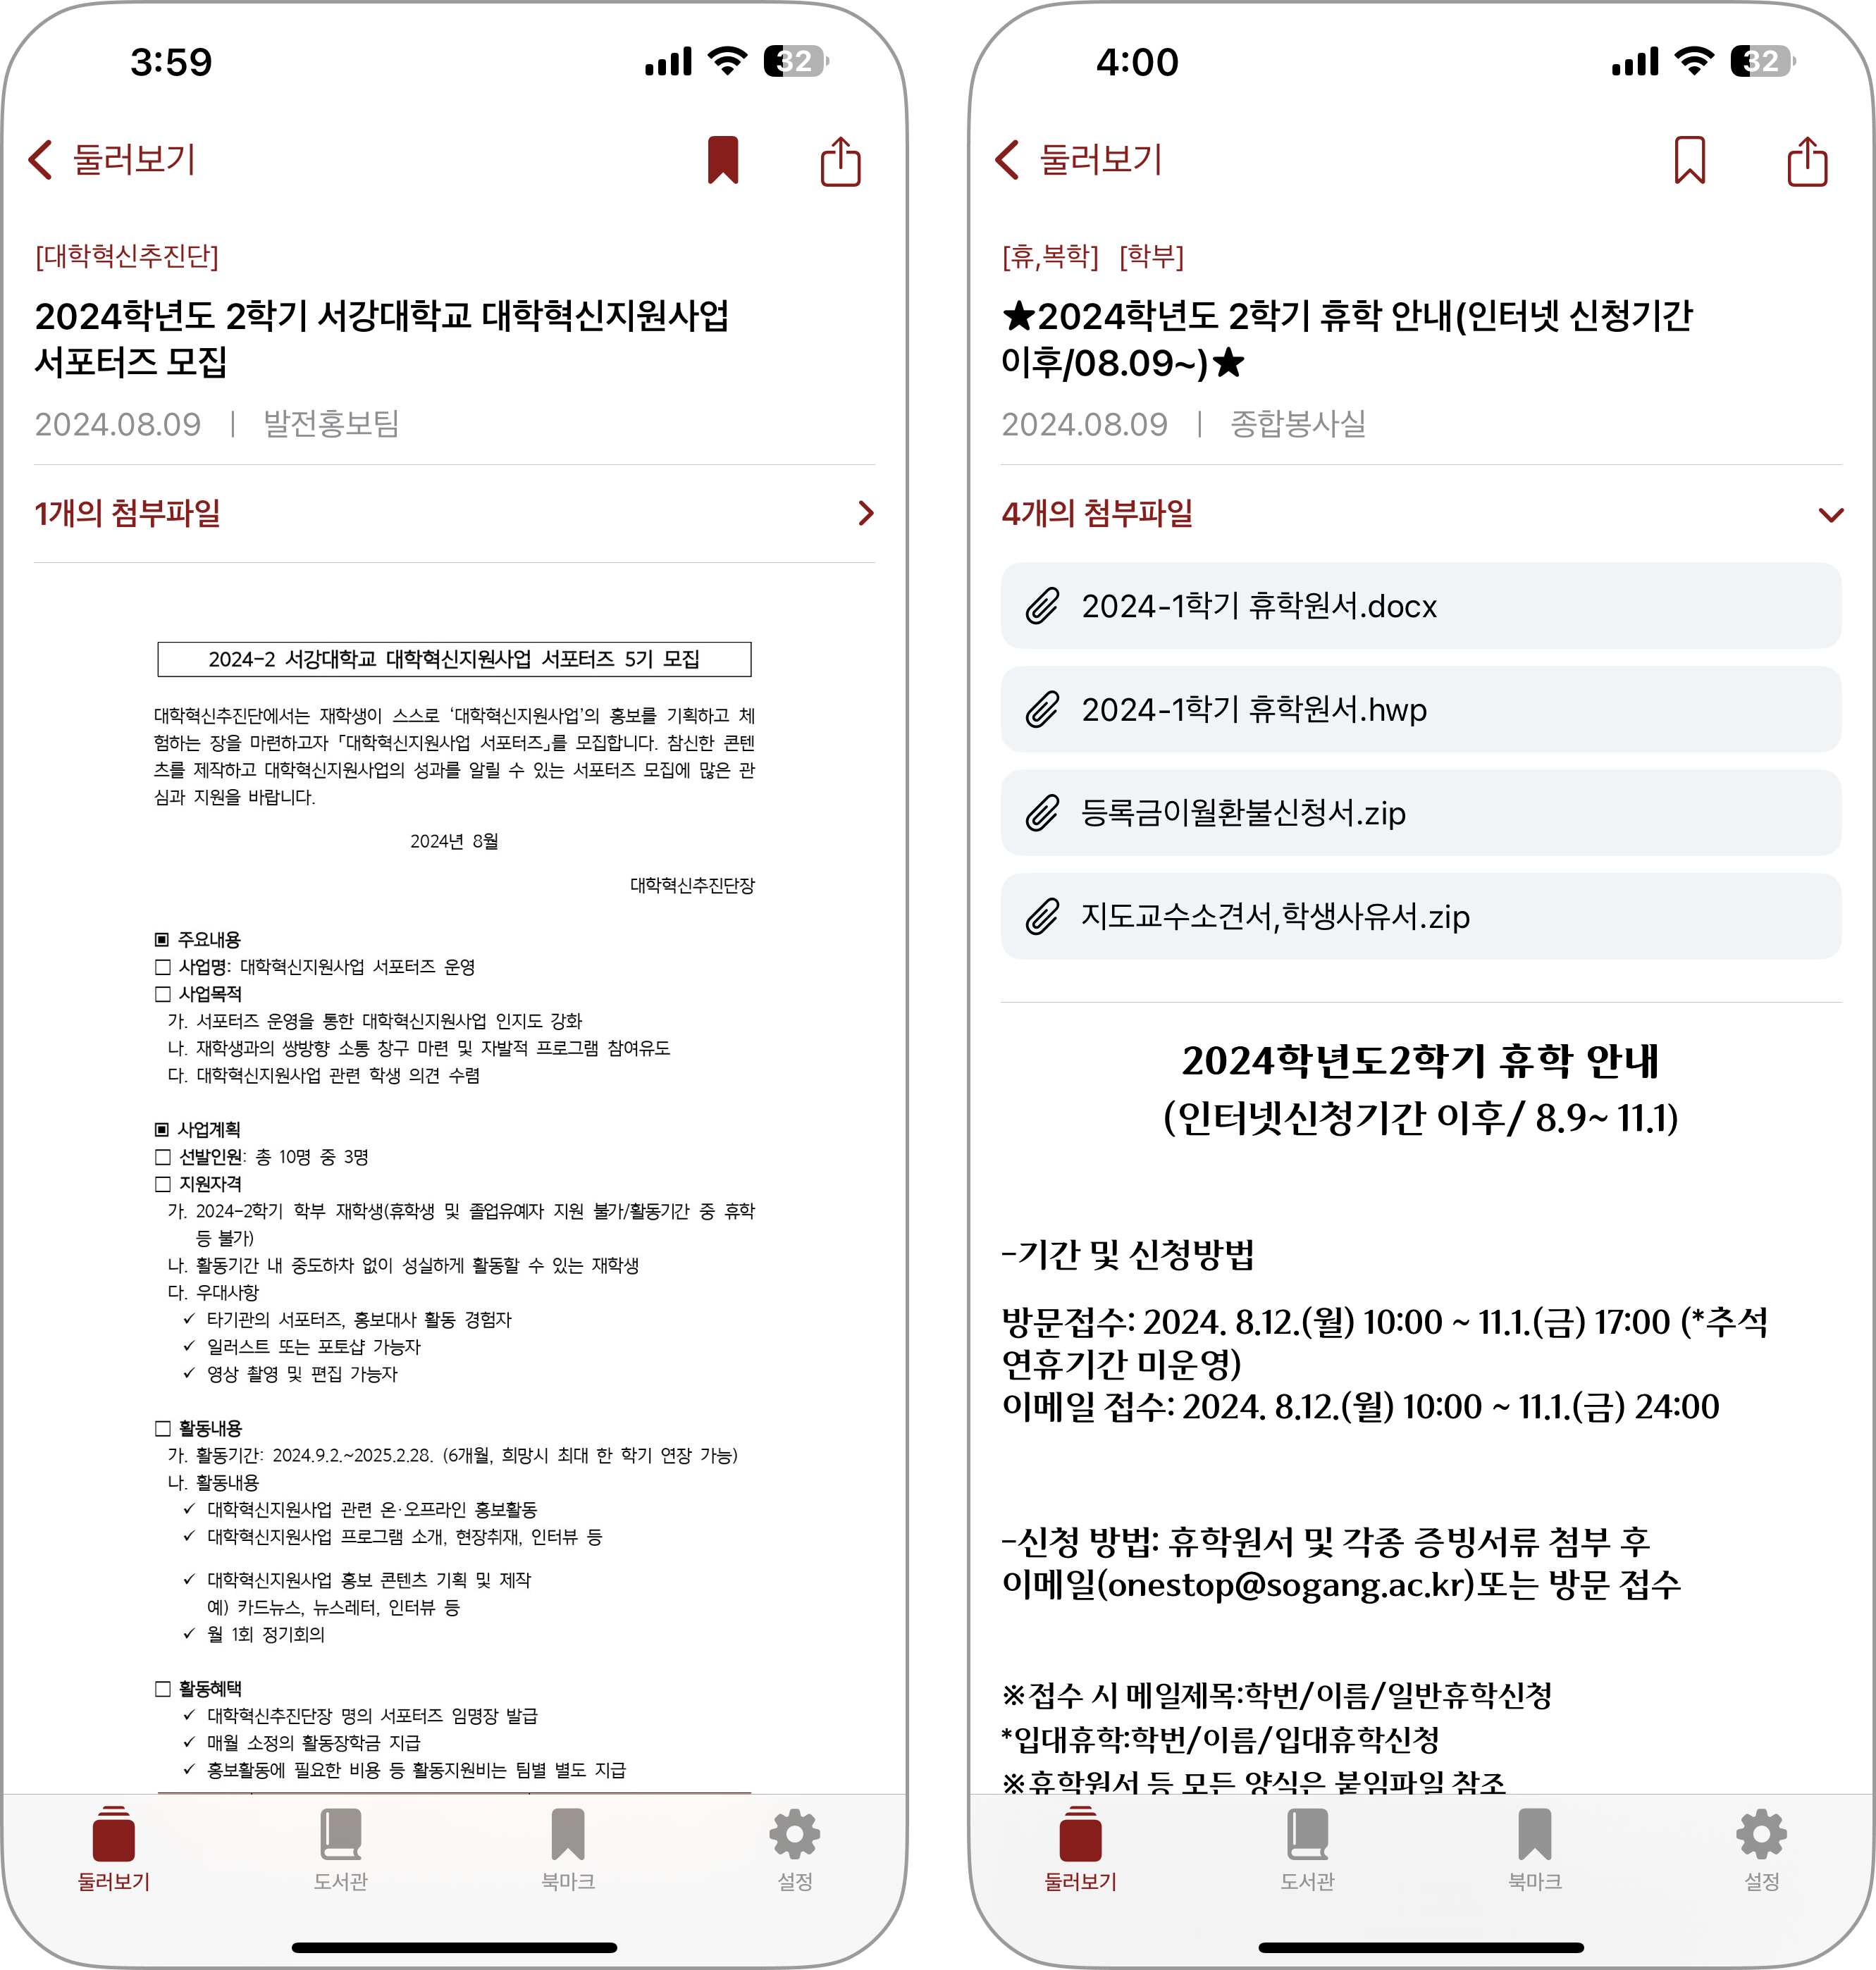 3:59
32
둘러보기
[대학혁신추진단]
2024학년도 2학기 서강대학교 대학혁신지원사업
서포터즈 모집
2024.08.09 | 발전홍보팀
1개의 첨부파일
2024-2 서강대학교 대학혁신지원사업 서포터즈 5기 모집
대학혁신추진단에서는 재학생이 스스로 ‘대학혁신지원사업’의 홍보를 기획하고 체
험하는 장을 마련하고자 「대학혁신지원사업 서포터즈」를 모집합니다. 참신한 콘텐
츠를 제작하고 대학혁신지원사업의 성과를 알릴 수 있는 서포터즈 모집에 많은 관
심과 지원을 바랍니다.
2024년 8월
대학혁신추진단장
▣ 주요내용
□ 사업명: 대학혁신지원사업 서포터즈 운영
□ 사업목적
가. 서포터즈 운영을 통한 대학혁신지원사업 인지도 강화
나. 재학생과의 쌍방향 소통 창구 마련 및 자발적 프로그램 참여유도
다. 대학혁신지원사업 관련 학생 의견 수렴
▣ 사업계획
□ 선발인원: 총 10명 중 3명
□ 지원자격
가. 2024-2학기 학부 재학생(휴학생 및 졸업유예자 지원 불가/활동기간 중 휴학
등 불가)
나. 활동기간 내 중도하차 없이 성실하게 활동할 수 있는 재학생
다. 우대사항
✓ 타기관의 서포터즈, 홍보대사 활동 경험자
✓ 일러스트 또는 포토샵 가능자
✓ 영상 촬영 및 편집 가능자
□ 활동내용
가. 활동기간: 2024.9.2.~2025.2.28. (6개월, 희망시 최대 한 학기 연장 가능)
나. 활동내용
✓ 대학혁신지원사업 관련 온·오프라인 홍보활동
✓ 대학혁신지원사업 프로그램 소개, 현장취재, 인터뷰 등
✓ 대학혁신지원사업 홍보 콘텐츠 기획 및 제작
예) 카드뉴스, 뉴스레터, 인터뷰 등
✓ 월 1회 정기회의
□ 활동혜택
✓ 대학혁신추진단장 명의 서포터즈 임명장 발급
✓ 매월 소정의 활동장학금 지급
✓ 홍보활동에 필요한 비용 등 활동지원비는 팀별 별도 지급
둘러보기 도서관 북마크 설정
4:00
32
둘러보기
[휴,복학] [학부]
★2024학년도 2학기 휴학 안내(인터넷 신청기간
이후/08.09~)★
2024.08.09 | 종합봉사실
4개의 첨부파일
2024-1학기 휴학원서.docx
2024-1학기 휴학원서.hwp
등록금이월환불신청서.zip
지도교수소견서,학생사유서.zip
2024학년도2학기 휴학 안내
(인터넷신청기간 이후/ 8.9~ 11.1)
-기간 및 신청방법
방문접수: 2024. 8.12.(월) 10:00 ~ 11.1.(금) 17:00 (*추석
연휴기간 미운영)
이메일 접수: 2024. 8.12.(월) 10:00 ~ 11.1.(금) 24:00
-신청 방법: 휴학원서 및 각종 증빙서류 첨부 후
이메일(onestop@sogang.ac.kr)또는 방문 접수
※접수 시 메일제목:학번/이름/일반휴학신청
*입대휴학:학번/이름/입대휴학신청
※휴학원서 등 모든 양식은 붙임파일 참조
둘러보기 도서관 북마크 설정